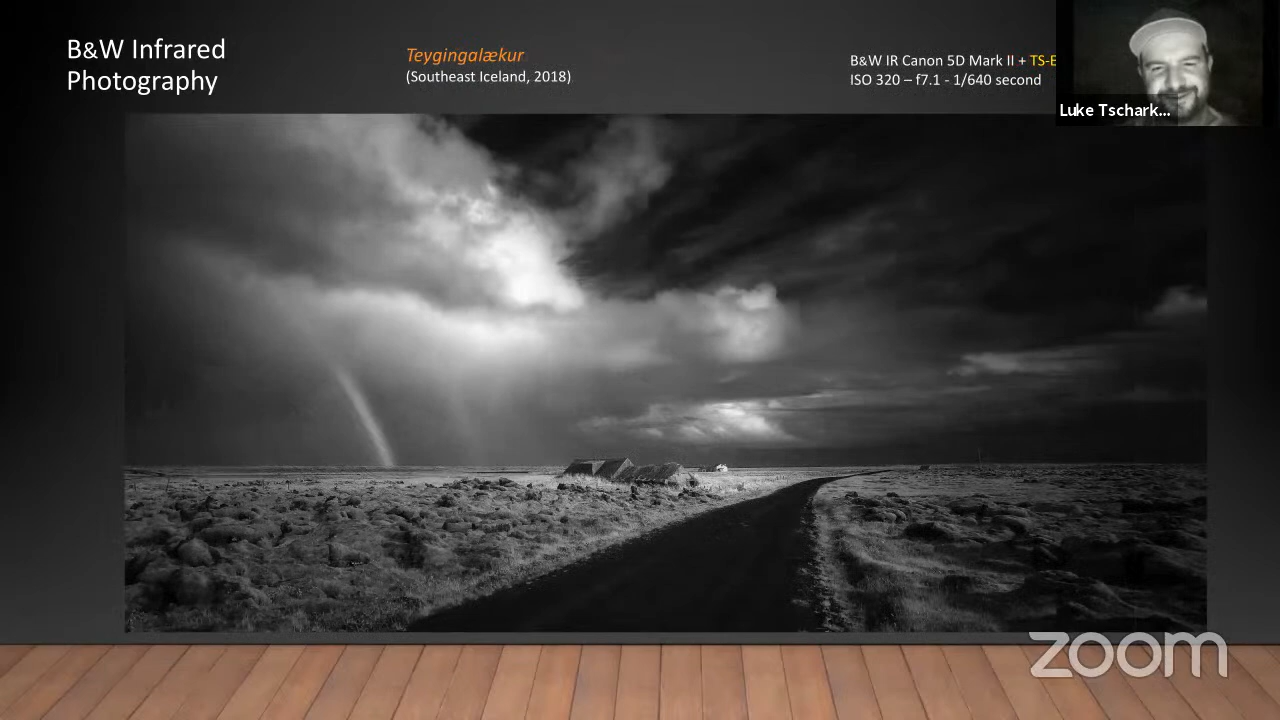 B&W Infrared
Photography
Teygingalækur
(Southeast Iceland, 2018)
B&W IR Canon 5D Mark II + TS-E
ISO 320 – f7.1 - 1/640 second
Luke Tschark...
zoom